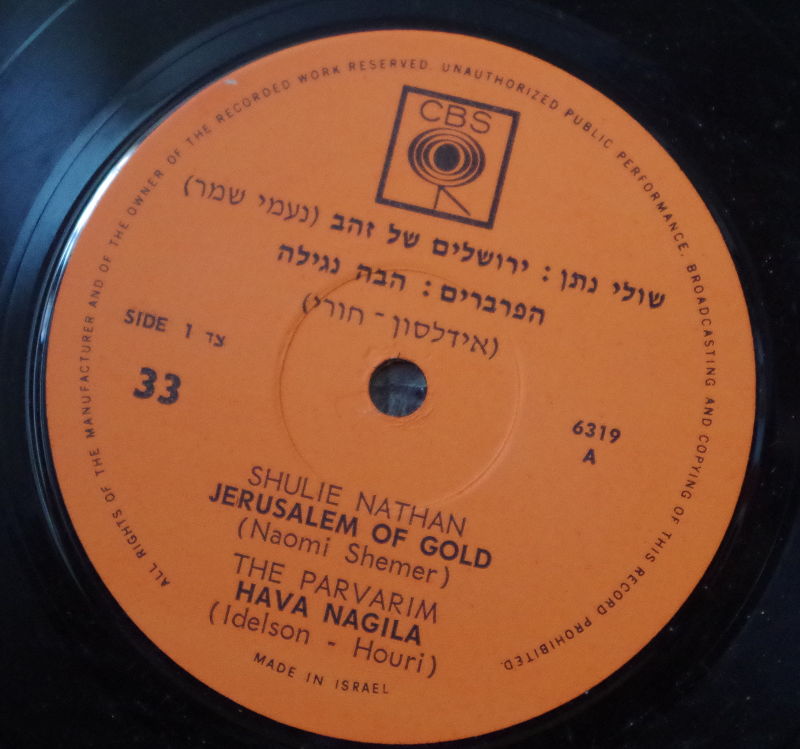 ALL RIGHTS OF THE MANUFACTURER AND OF THE OWNER OF THE RECORDED WORK RESERVED. UNAUTHORIZED PUBLIC PERFORMANCE. BROADCASTING AND COPYING OF THIS RECORD PROHIBITED.
CBS
שולי נתן : ירושלים של זהב (נעמי שמר)
הפרברים : הבה נגילה
(אידלסון - חורי)
SIDE 1 צד
33
6319
A
SHULIE NATHAN
JERUSALEM OF GOLD
(Naomi Shemer)
THE PARVARIM
HAVA NAGILA
(Idelson - Houri)
MADE IN ISRAEL